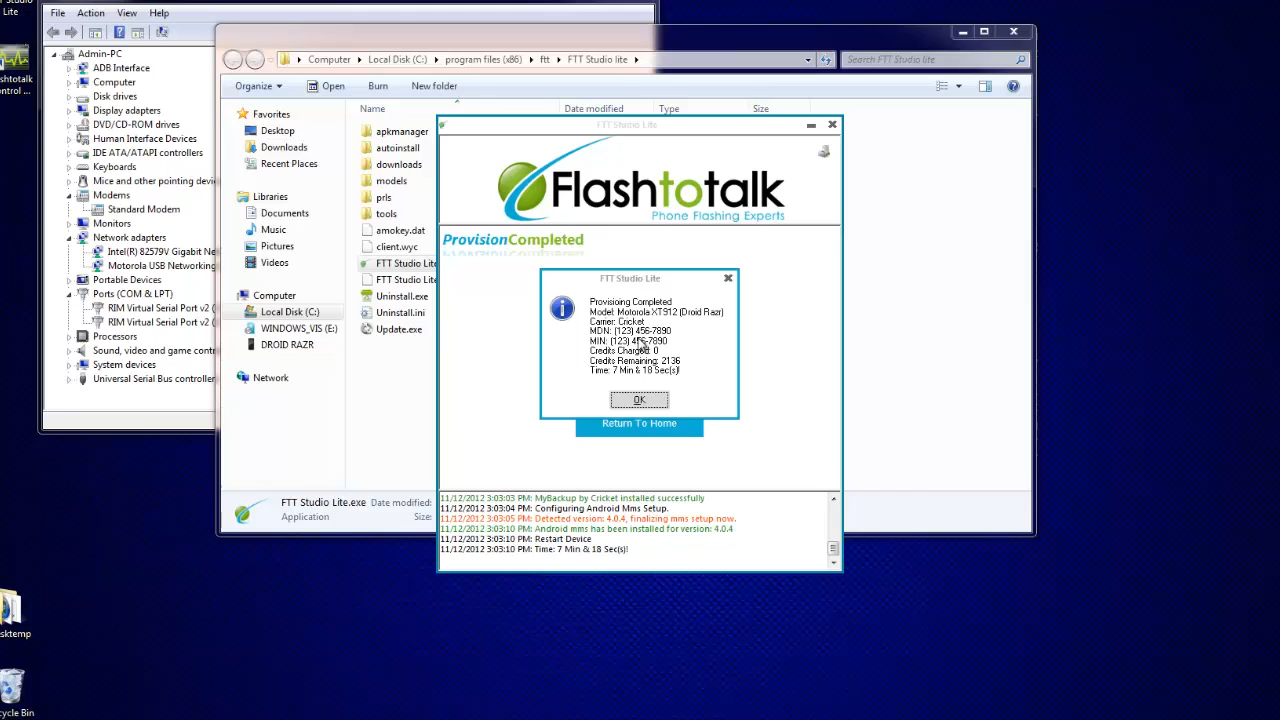 Lite
File Action View Help
Admin-PC
ADB Interface
Computer
Disk drives
Display adapters
DVD/CD-ROM drives
Human Interface Devices
IDE ATA/ATAPI controllers
Keyboards
Mice and other pointing devi
Modems
Standard Modem
Monitors
Network adapters
Intel(R) 82579V Gigabit Ne
Motorola USB Networking
Portable Devices
Ports (COM & LPT)
RIM Virtual Serial Port v2
RIM Virtual Serial Port v2
Processors
Sound, video and game contro
System devices
Universal Serial Bus controller
ashtotalk
ontrol ...
sktemp
cycle Bin
Computer Local Disk (C:) program files (x86) ftt FTT Studio lite
Search FTT Studio lite
Organize Open Burn New folder
Favorites
Desktop
Downloads
Recent Places
Libraries
Documents
Music
Pictures
Videos
Computer
Local Disk (C:)
WINDOWS_VIS (E:)
DROID RAZR
Network
Name Date modified Type Size
apkmanager
autoinstall
downloads
models
prls
tools
amokey.dat
client.wyc
FTT Studio Lite
FTT Studio Lite
Uninstall.exe
Uninstall.ini
Update.exe
FTT Studio Lite.exe Date modified:
Application Size:
FTT Studio Lite
Flashtotalk
Phone Flashing Experts
ProvisionCompleted
FTT Studio Lite
Provisioing Completed
Model: Motorola XT912 (Droid Razr)
Carrier: Cricket
MDN: (123) 456-7890
MIN: (123) 456-7890
Credits Charged: 0
Credits Remaining: 2136
Time: 7 Min & 18 Sec(s)!
OK
Return To Home
11/12/2012 3:03:03 PM: MyBackup by Cricket installed successfully
11/12/2012 3:03:04 PM: Configuring Android Mms Setup.
11/12/2012 3:03:05 PM: Detected version: 4.0.4, finalizing mms setup now.
11/12/2012 3:03:10 PM: Android mms has been installed for version: 4.0.4
11/12/2012 3:03:10 PM: Restart Device
11/12/2012 3:03:10 PM: Time: 7 Min & 18 Sec(s)!